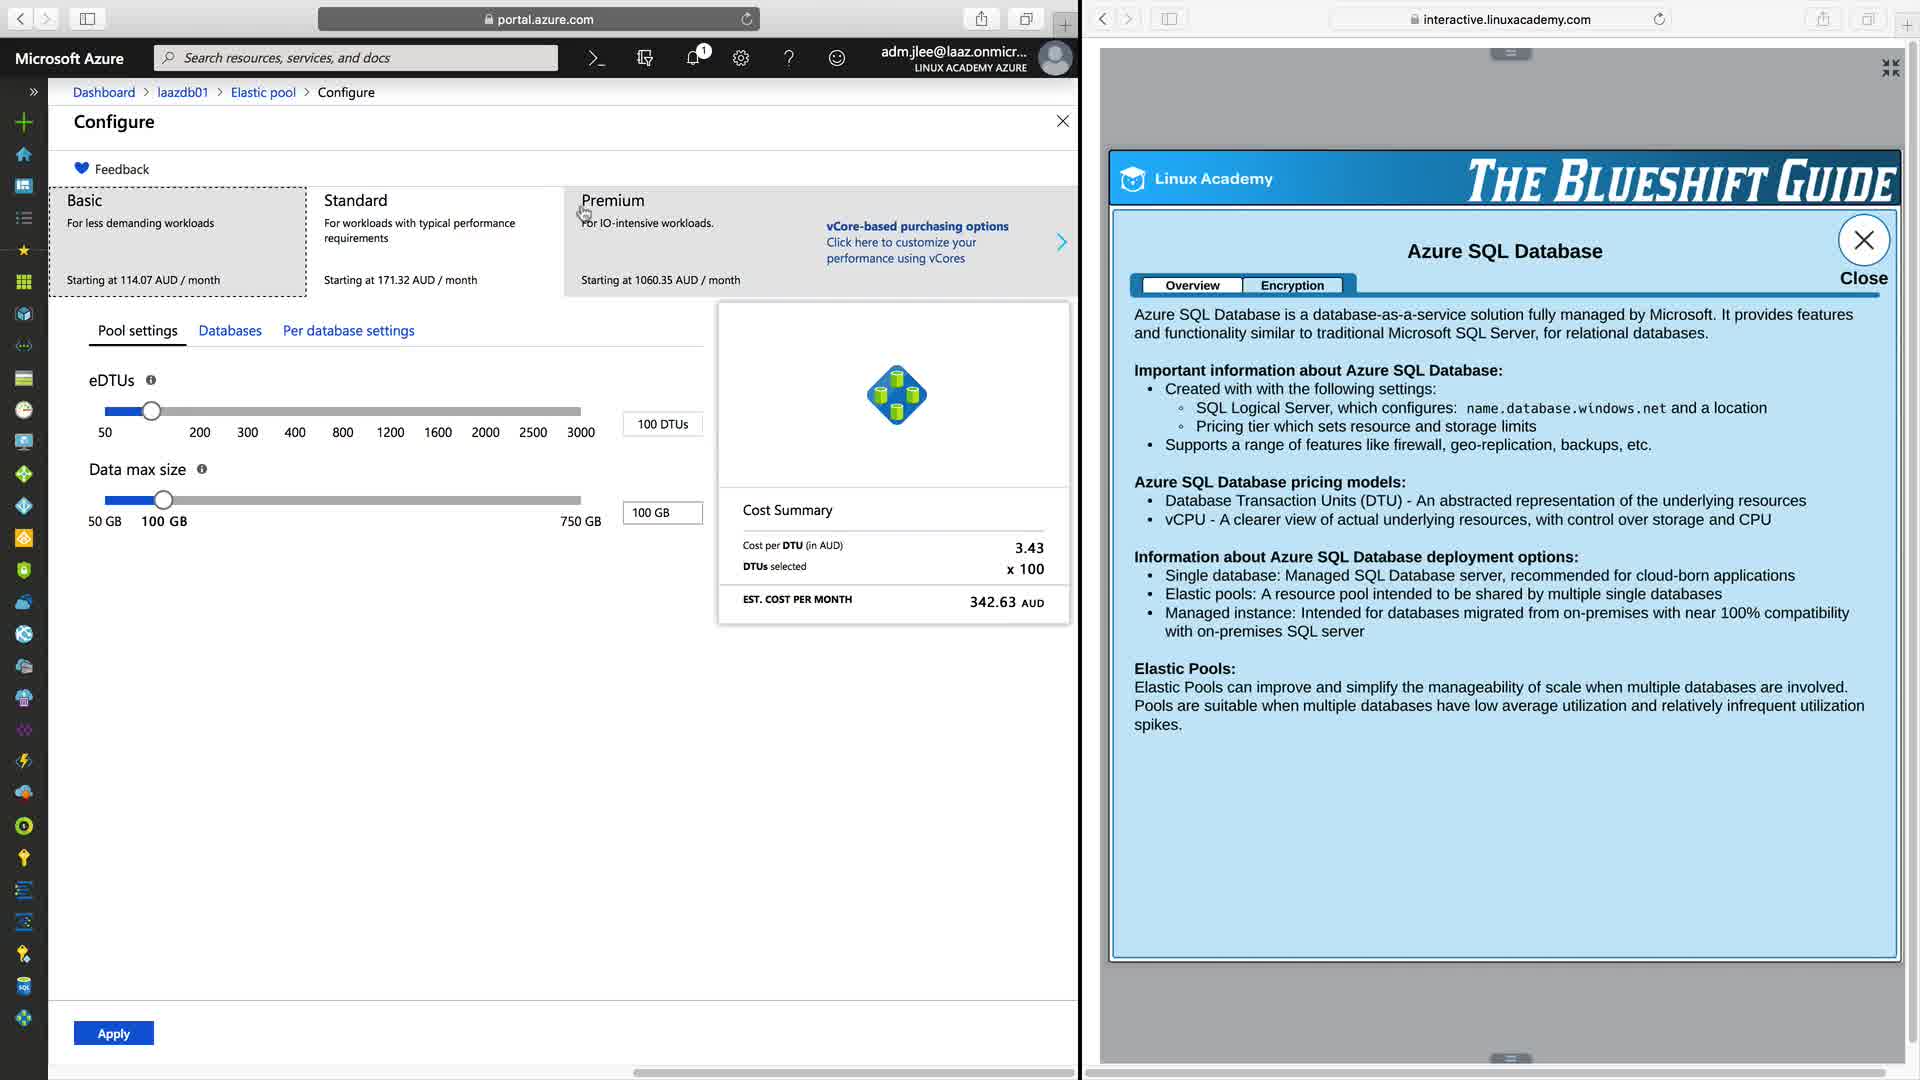 portal.azure.com
Microsoft Azure
Search resources, services, and docs
1
adm.jlee@laaz.onmicr...
LINUX ACADEMY AZURE
Dashboard > laazdb01 > Elastic pool > Configure
Configure
Feedback
Basic
For less demanding workloads
Starting at 114.07 AUD / month
Standard
For workloads with typical performance
requirements
Starting at 171.32 AUD / month
Premium
For IO-intensive workloads.
Starting at 1060.35 AUD / month
vCore-based purchasing options
Click here to customize your
performance using vCores
Pool settings
Databases
Per database settings
eDTUs
50 200 300 400 800 1200 1600 2000 2500 3000
100 DTUs
Data max size
50 GB 100 GB 750 GB
100 GB
Cost Summary
Cost per DTU (in AUD) 3.43
DTUs selected x 100
EST. COST PER MONTH 342.63 AUD
Apply
interactive.linuxacademy.com
Linux Academy
THE BLUESHIFT GUIDE
Azure SQL Database
Close
Overview
Encryption
Azure SQL Database is a database-as-a-service solution fully managed by Microsoft. It provides features
and functionality similar to traditional Microsoft SQL Server, for relational databases.
Important information about Azure SQL Database:
• Created with with the following settings:
◦ SQL Logical Server, which configures: name.database.windows.net and a location
◦ Pricing tier which sets resource and storage limits
• Supports a range of features like firewall, geo-replication, backups, etc.
Azure SQL Database pricing models:
• Database Transaction Units (DTU) - An abstracted representation of the underlying resources
• vCPU - A clearer view of actual underlying resources, with control over storage and CPU
Information about Azure SQL Database deployment options:
• Single database: Managed SQL Database server, recommended for cloud-born applications
• Elastic pools: A resource pool intended to be shared by multiple single databases
• Managed instance: Intended for databases migrated from on-premises with near 100% compatibility
with on-premises SQL server
Elastic Pools:
Elastic Pools can improve and simplify the manageability of scale when multiple databases are involved.
Pools are suitable when multiple databases have low average utilization and relatively infrequent utilization
spikes.